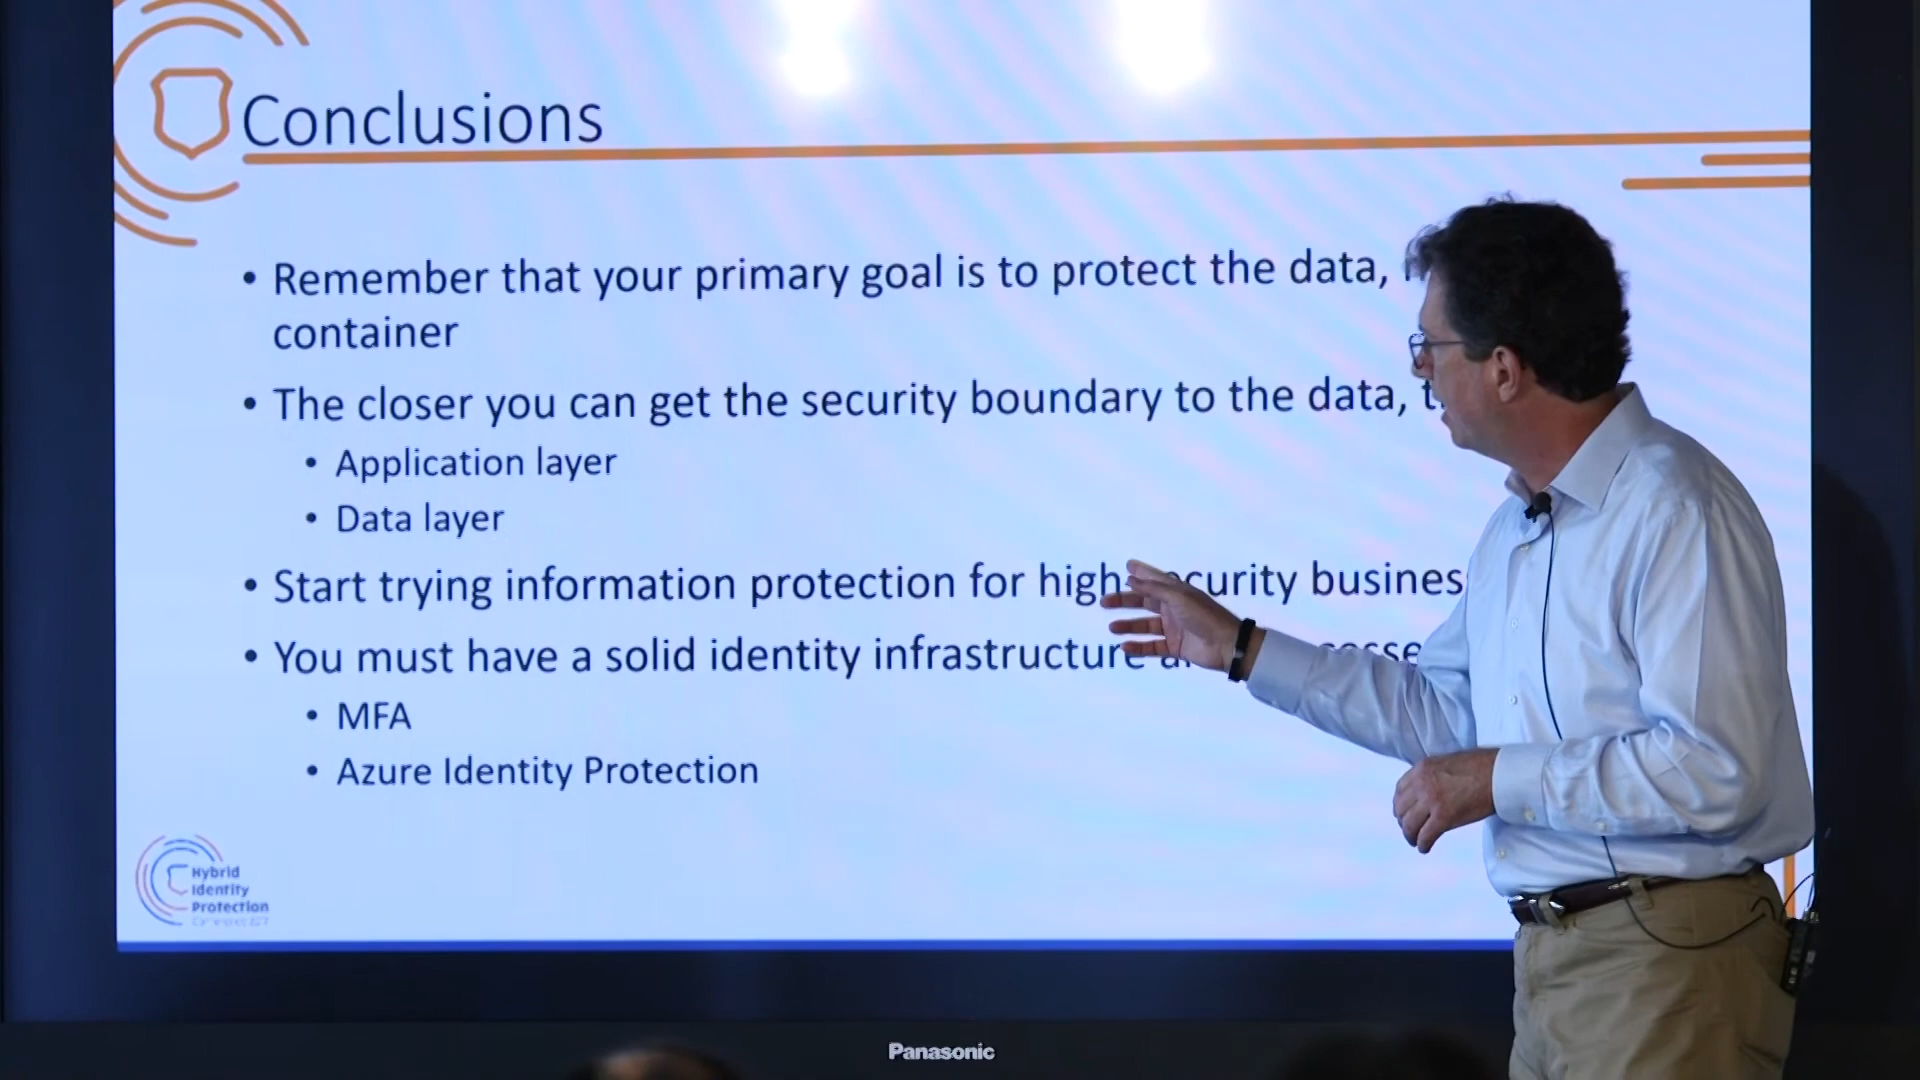 Conclusions
• Remember that your primary goal is to protect the data,
container
• The closer you can get the security boundary to the data,
• Application layer
• Data layer
• Start trying information protection for
• You must have a solid identity infrastructure
• MFA
• Azure Identity Protection
Hybrid
Identity
Protection
Panasonic